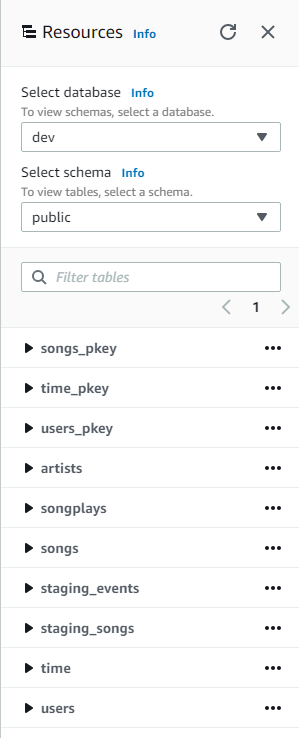 Resources Info
Select database Info
To view schemas, select a database.
dev
Select schema Info
To view tables, select a schema.
public
Filter tables
1
songs_pkey
time_pkey
users_pkey
artists
songplays
songs
staging_events
staging_songs
time
users